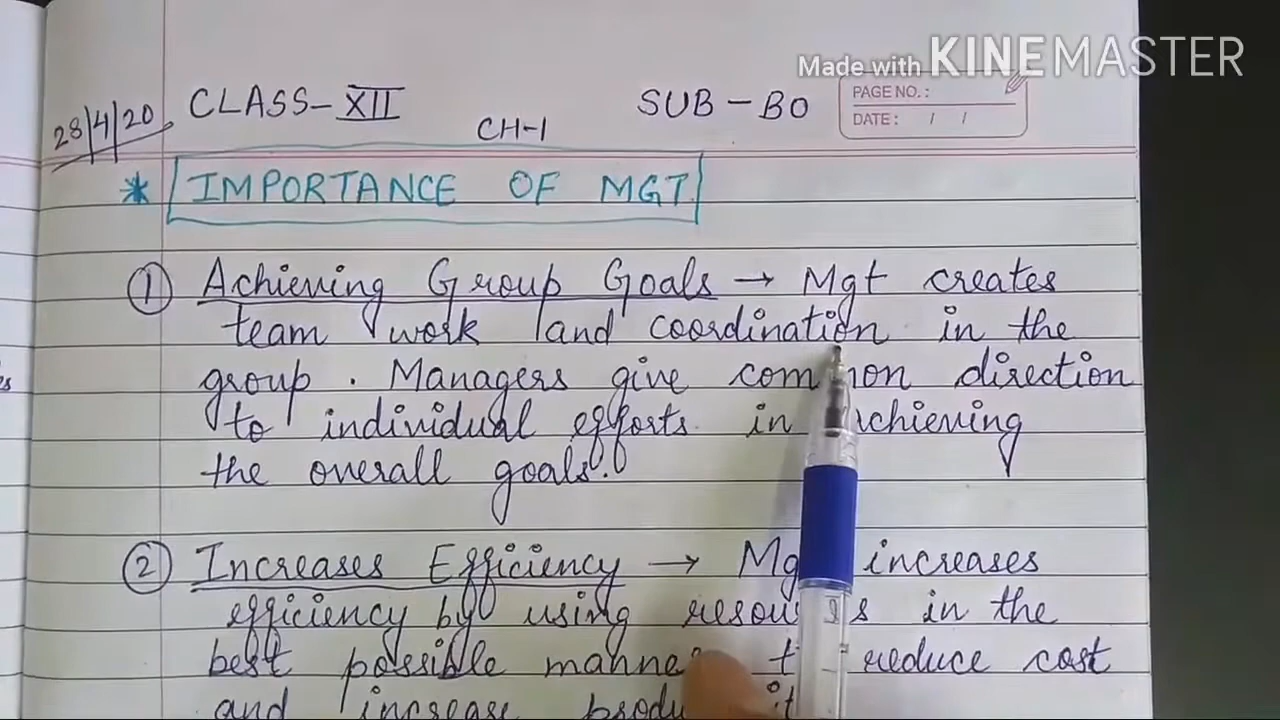 Made with KINEMASTER
28/4/20 CLASS-XII SUB-BO
PAGE NO.:
DATE: / /
CH-1
* IMPORTANCE OF MGT.
① Achieving Group Goals → Mgt creates
team work and coordination in the
group. Managers give common direction
to individual efforts in achieving
the overall goals.
② Increases Efficiency → Mgt increases
efficiency by using resources in the
best possible manner to reduce cost
and increase